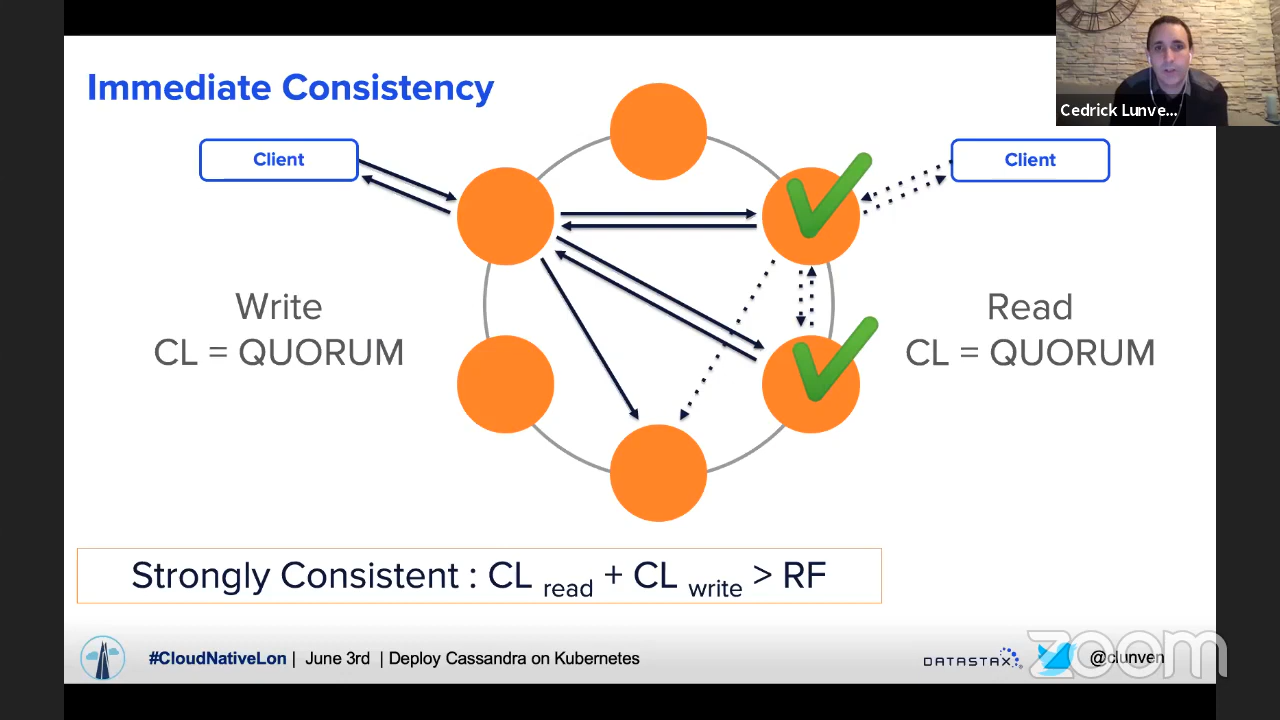 Immediate Consistency
Cedrick Lunve...
Client
Client
Write
CL = QUORUM
Read
CL = QUORUM
Strongly Consistent : CL read + CL write > RF
#CloudNativeLon | June 3rd | Deploy Cassandra on Kubernetes
DATASTAX
@clunven
zoom